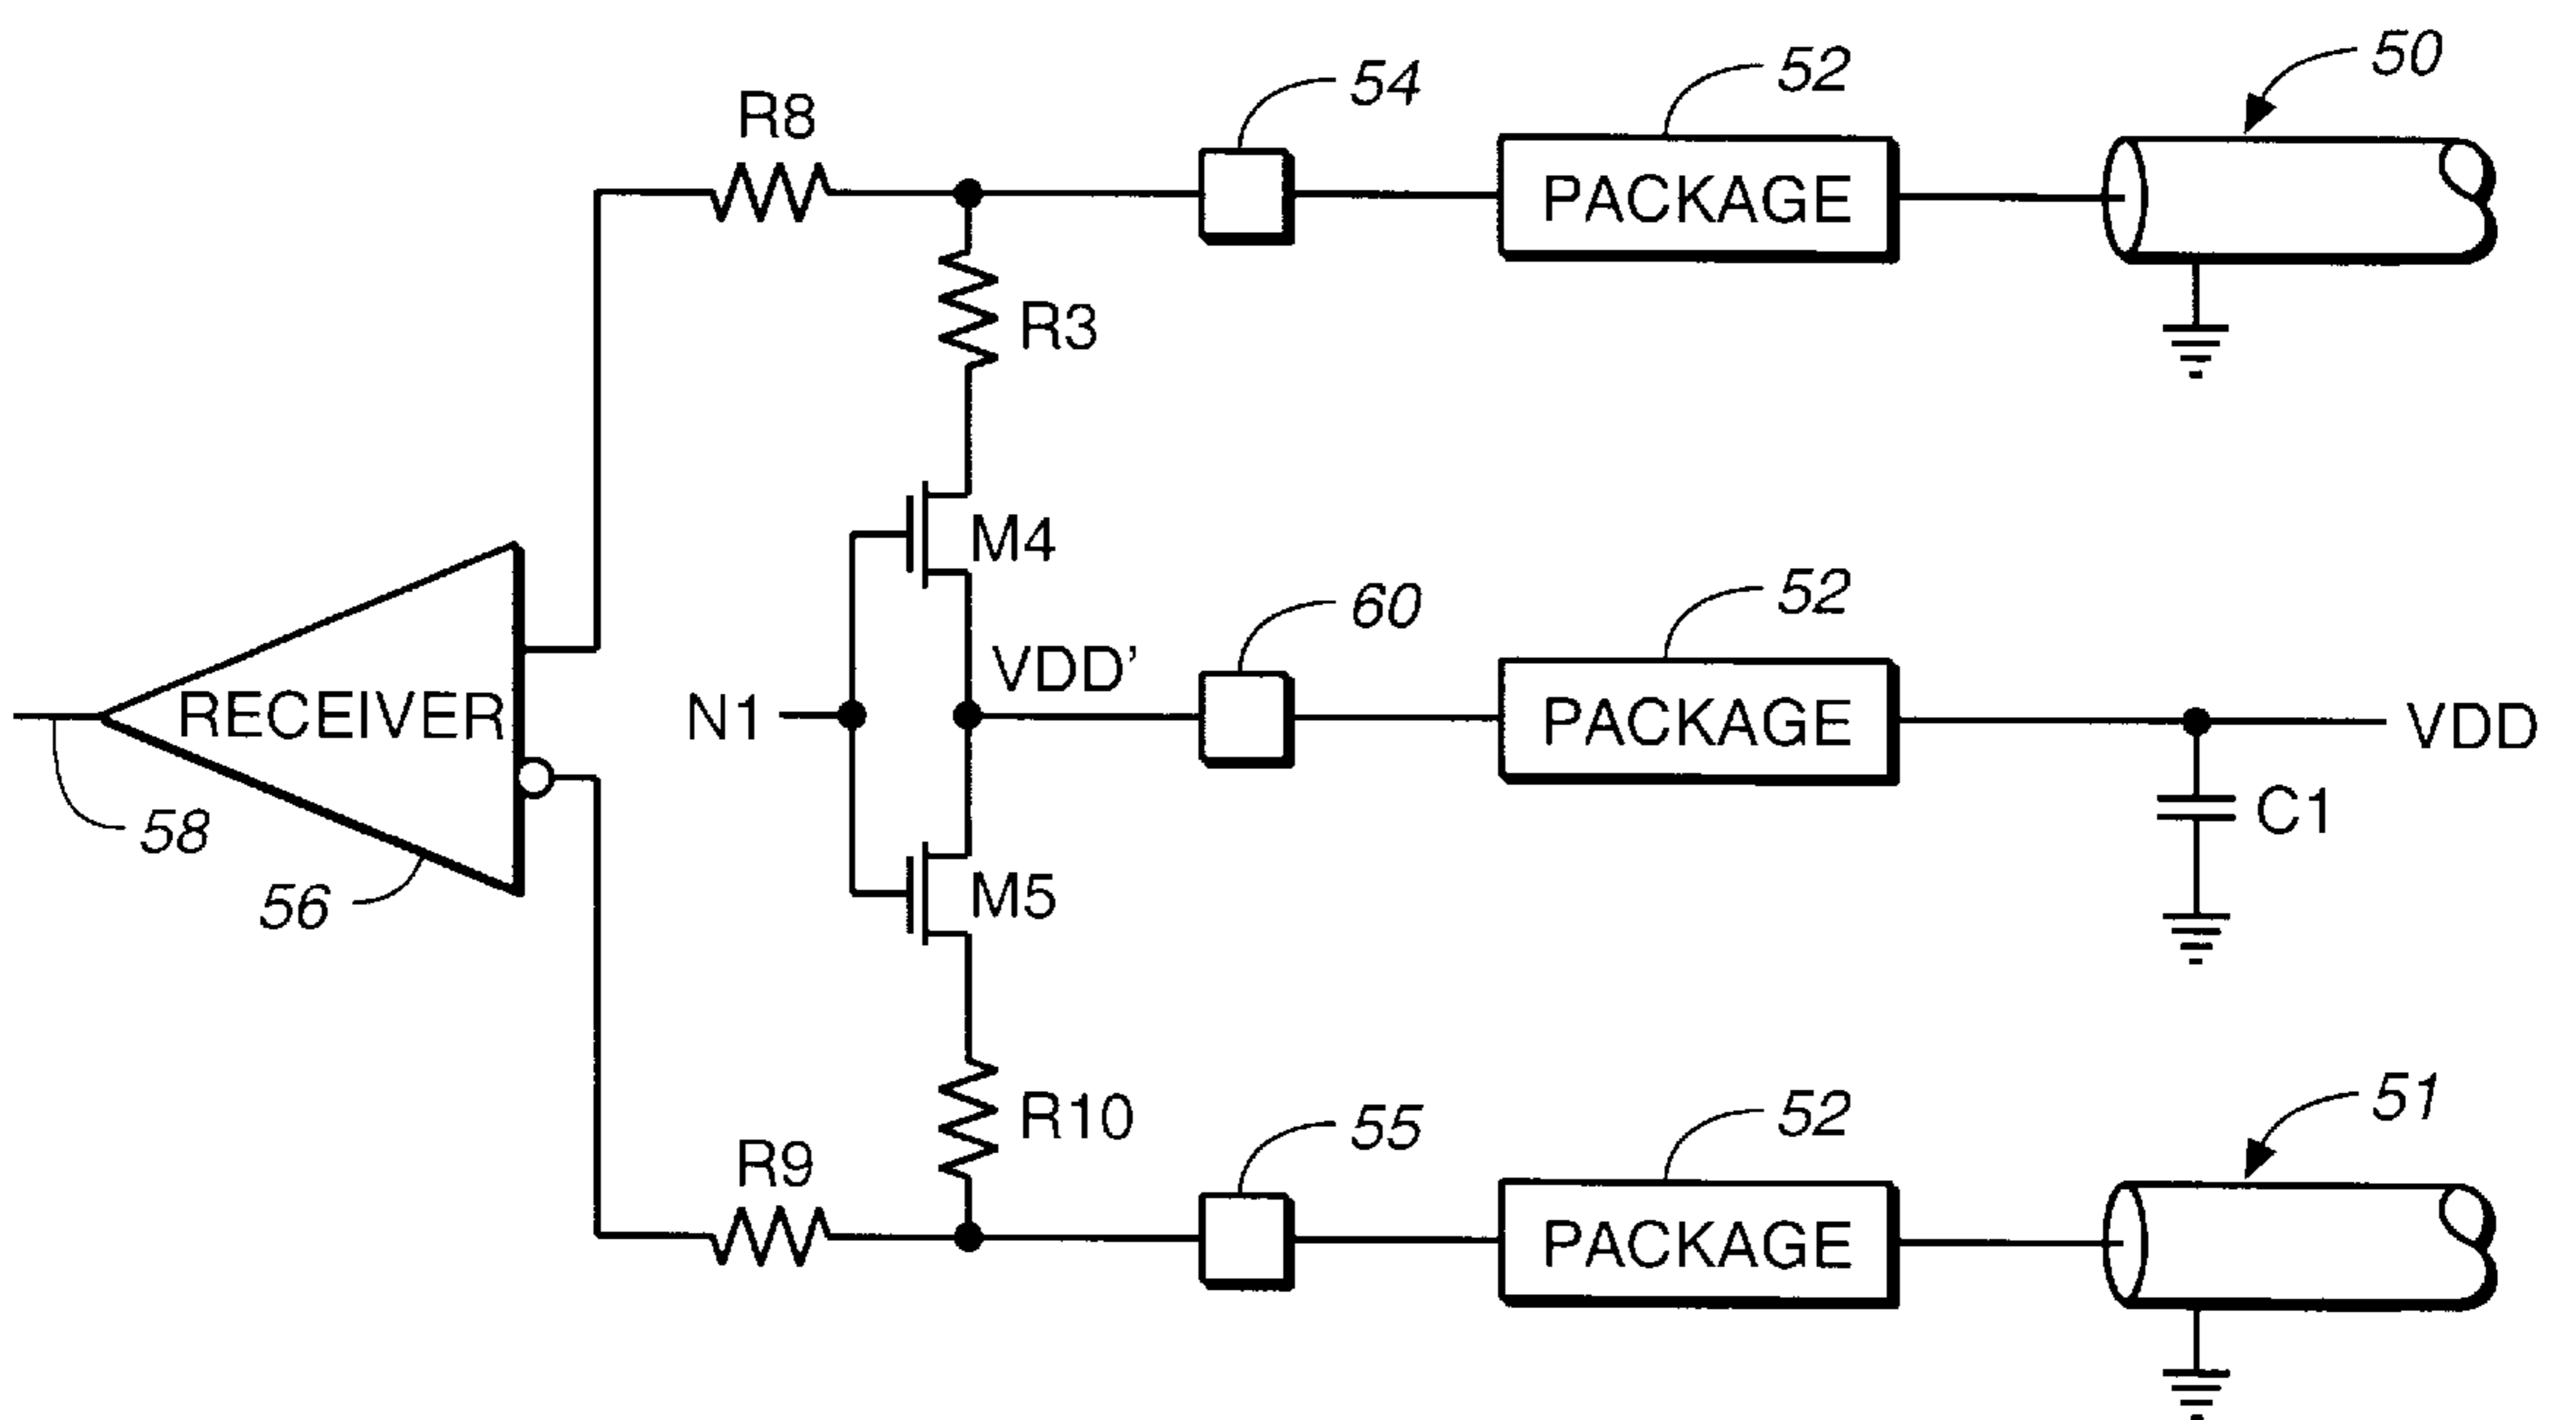 50
52
54
R8
PACKAGE
R3
M4
52
60
VDD'
RECEIVER
N1
PACKAGE
VDD
C1
58
56
M5
51
52
55
R10
R9
PACKAGE